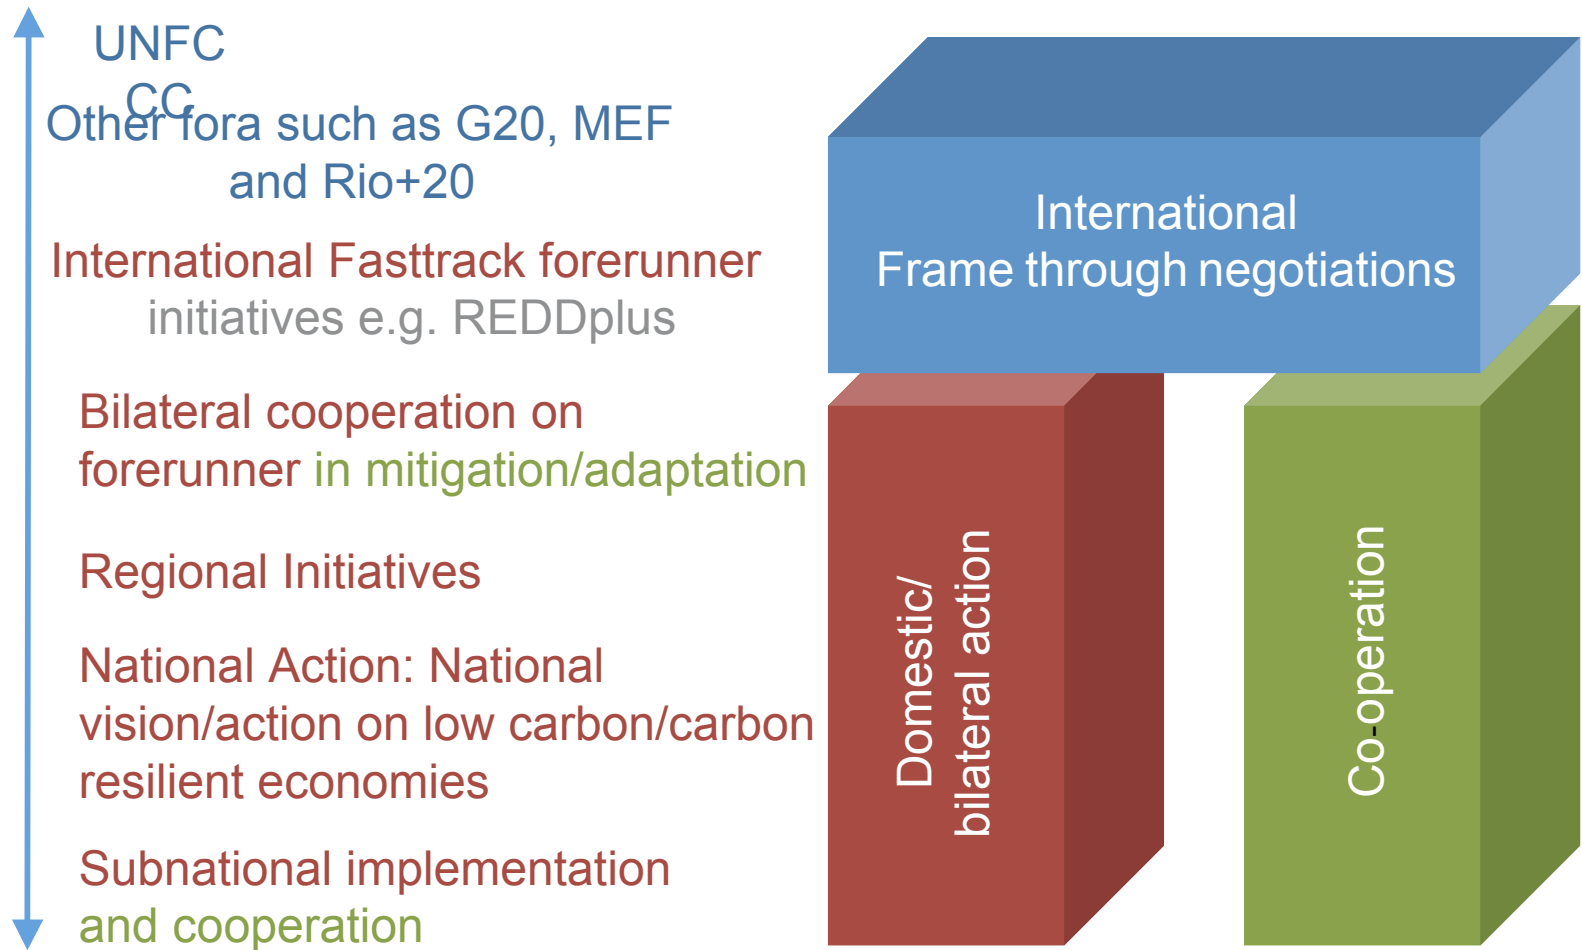 UNFC
CC
Other fora such as G20, MEF
and Rio+20
International Fasttrack forerunner
initiatives e.g. REDDplus
Bilateral cooperation on
forerunner in mitigation/adaptation
Regional Initiatives
National Action: National
vision/action on low carbon/carbon
resilient economies
Subnational implementation
and cooperation
International
Frame through negotiations
Domestic/
bilateral action
Co-operation